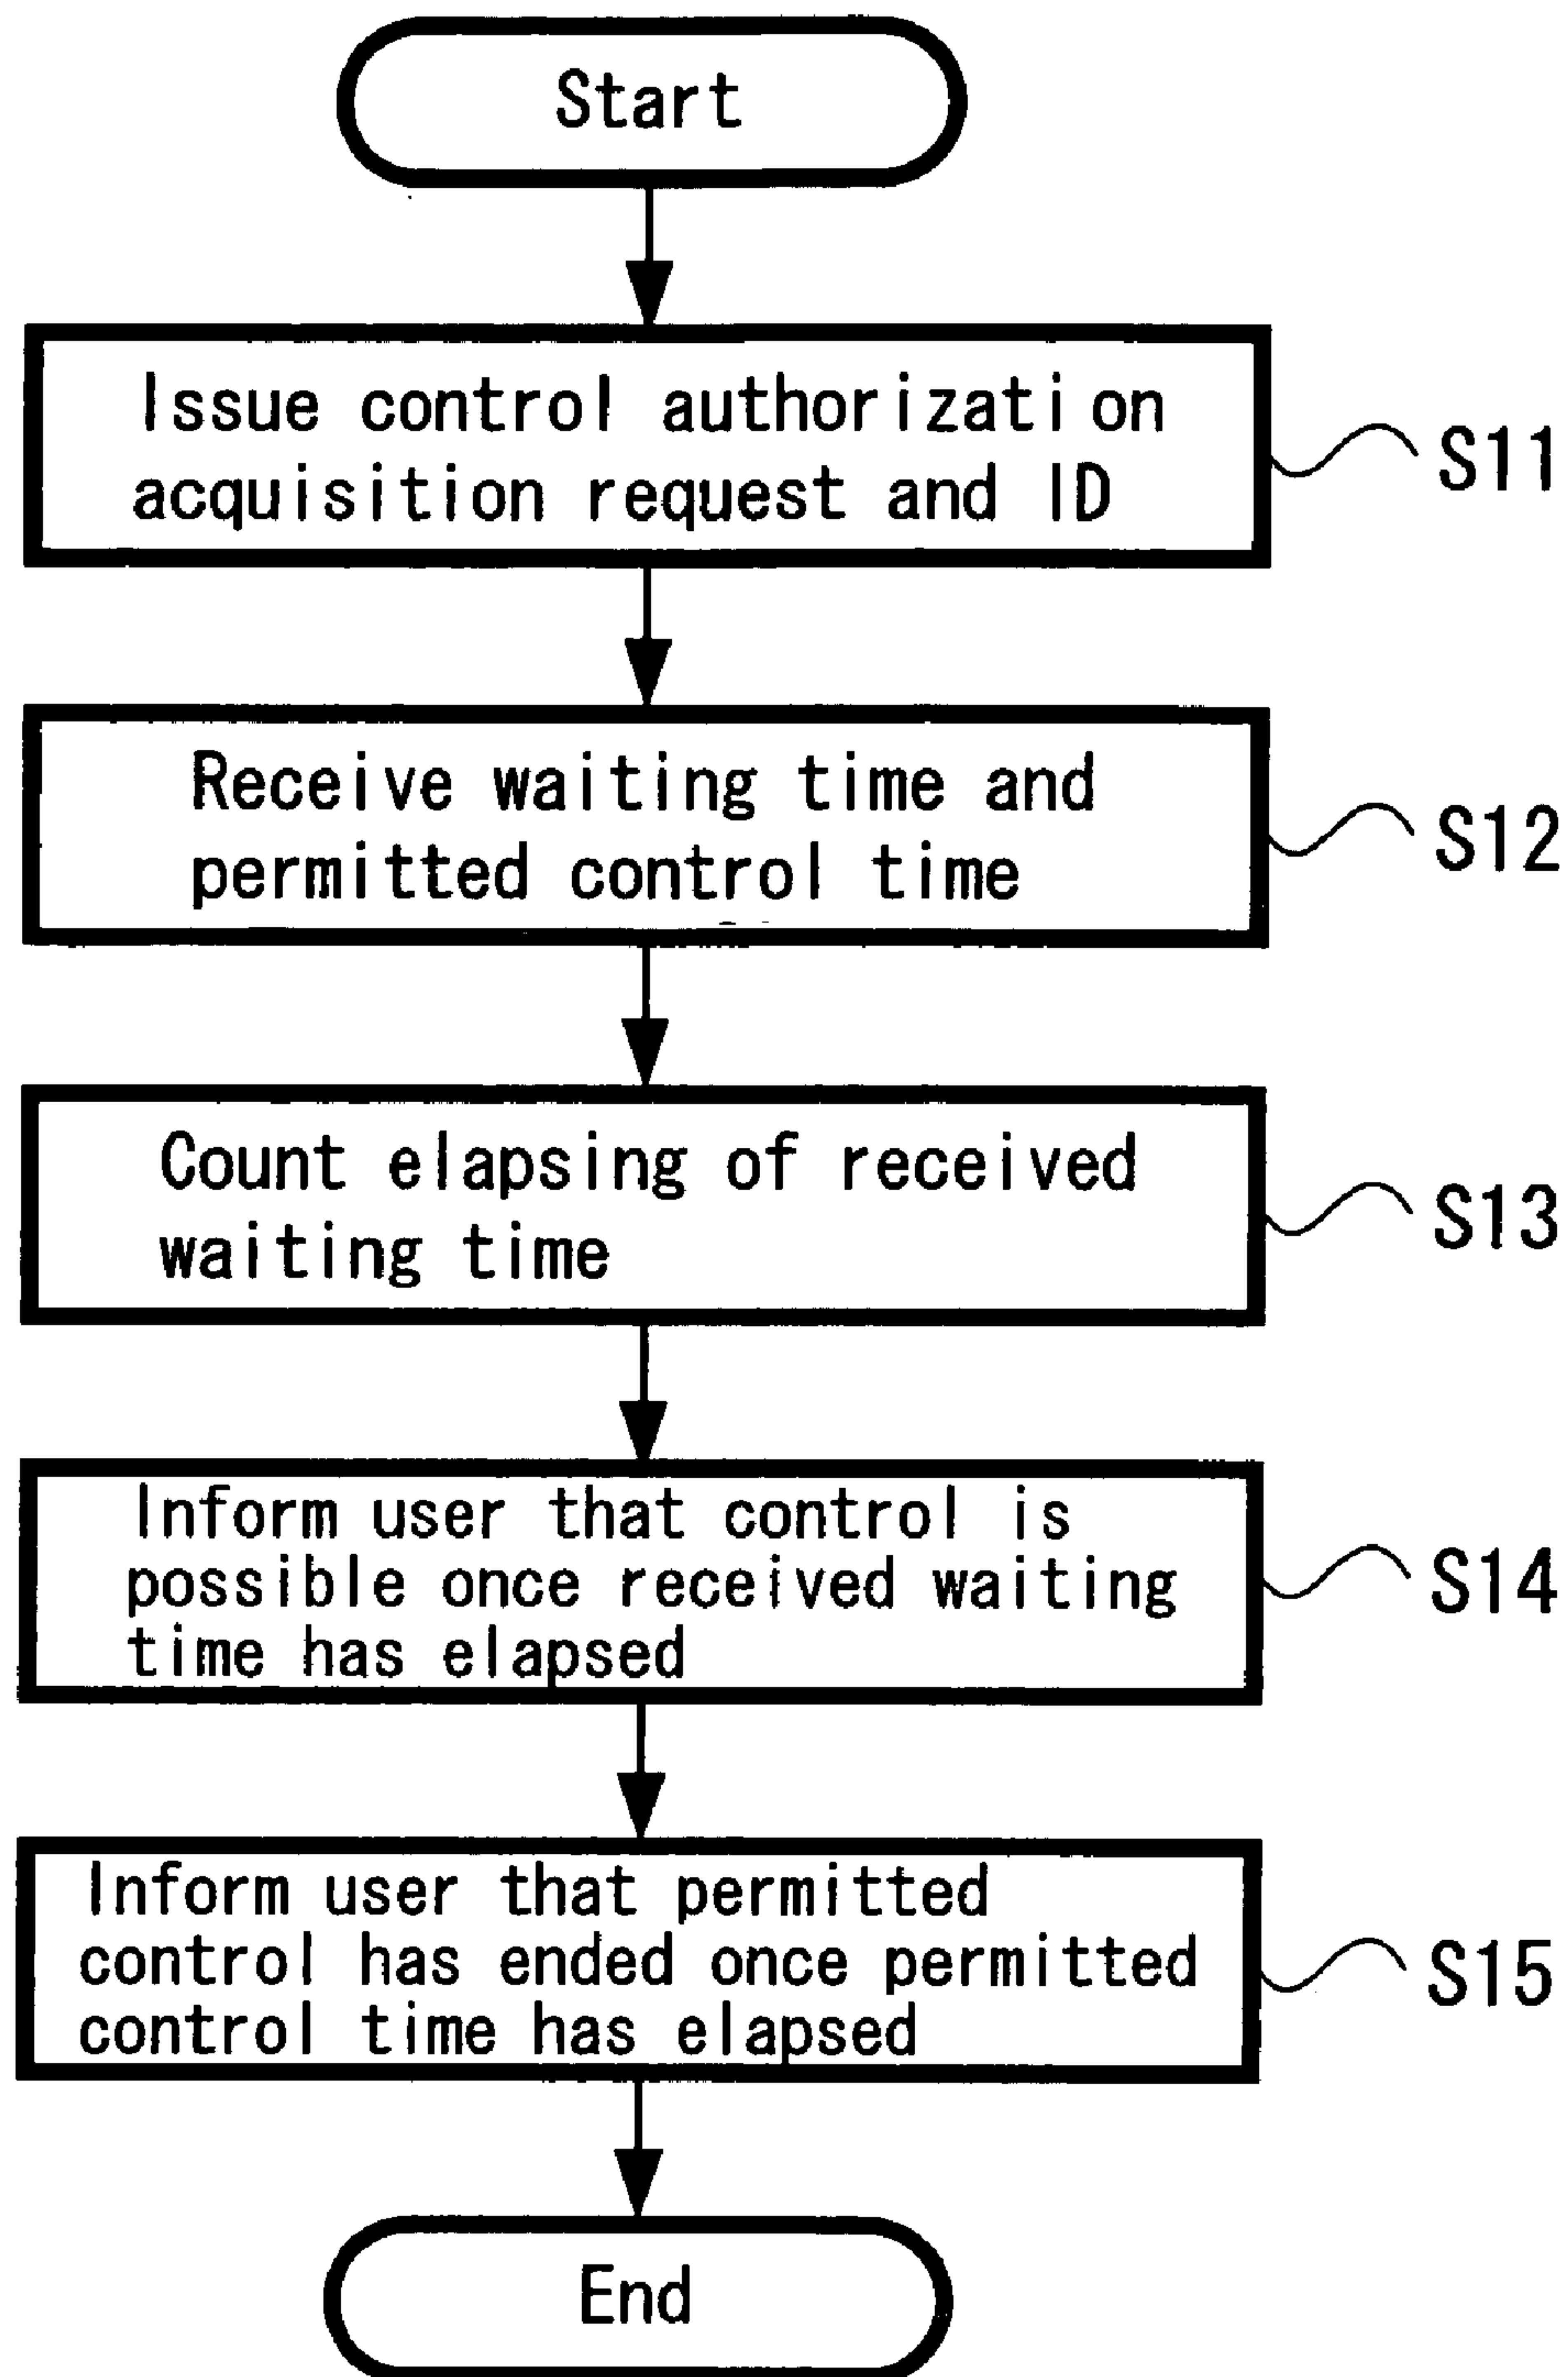 Start
Issue control authorization
acquisition request and ID
S11
Receive waiting time and
permitted control time
S12
Count elapsing of received
waiting time
S13
Inform user that control is
possible once received waiting
time has elapsed
S14
Inform user that permitted
control has ended once permitted
control time has elapsed
S15
End